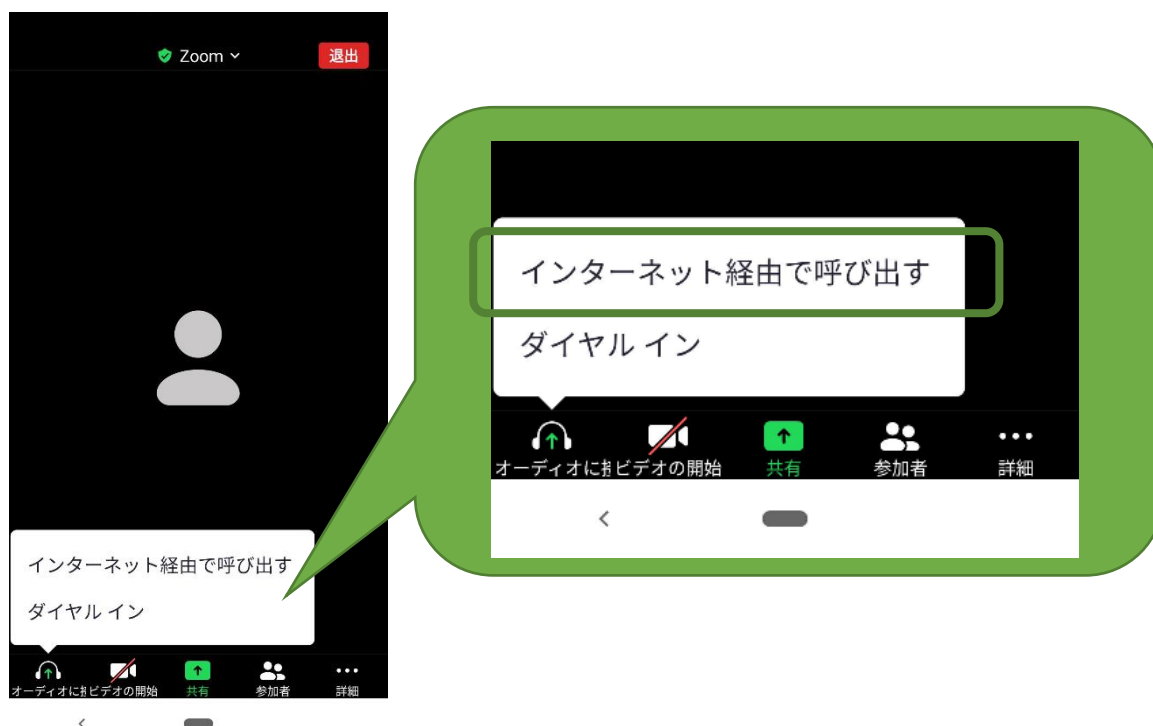 Zoom
退出
インターネット経由で呼び出す
ダイヤル イン
オーディオに ビデオの開始 共有 参加者 詳細
インターネット経由で呼び出す
ダイヤル イン
オーディオに ビデオの開始 共有 参加者 詳細